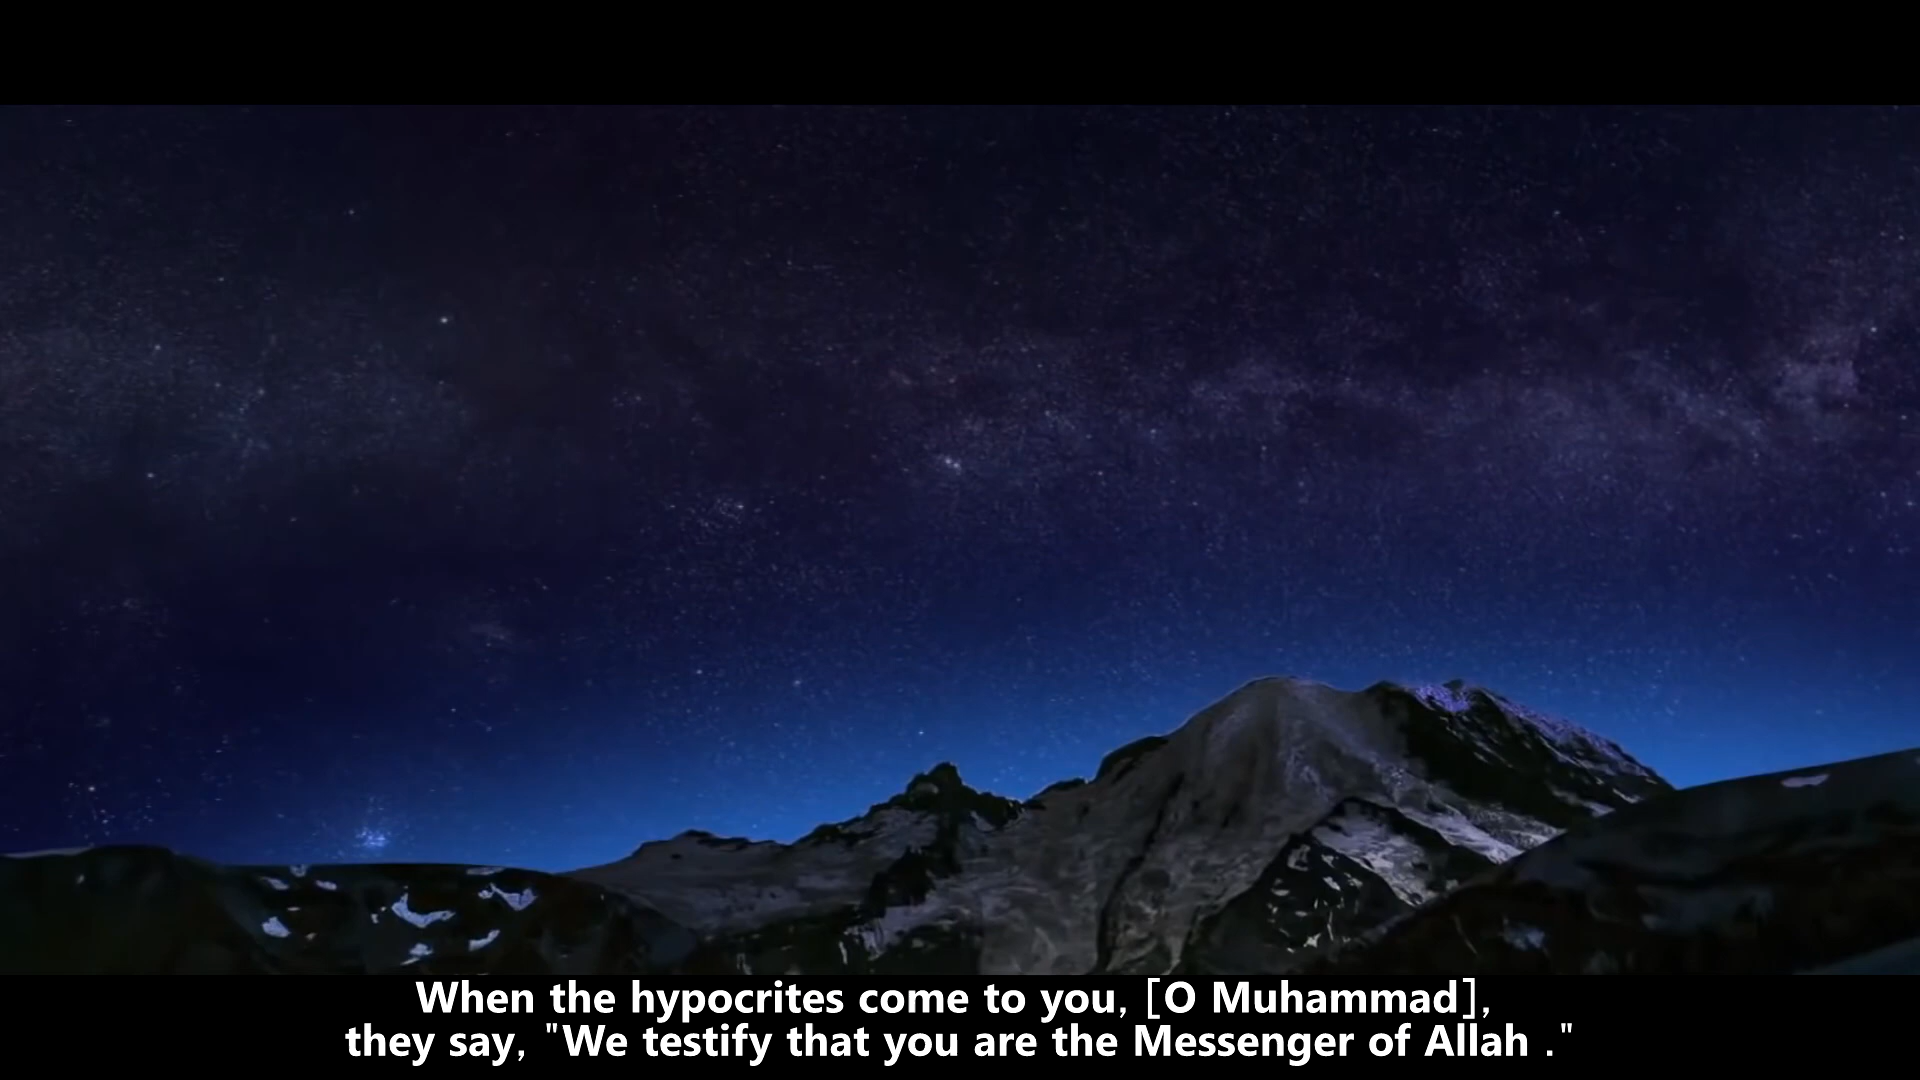 When the hypocrites come to you, [O Muhammad],
they say, "We testify that you are the Messenger of Allah ."